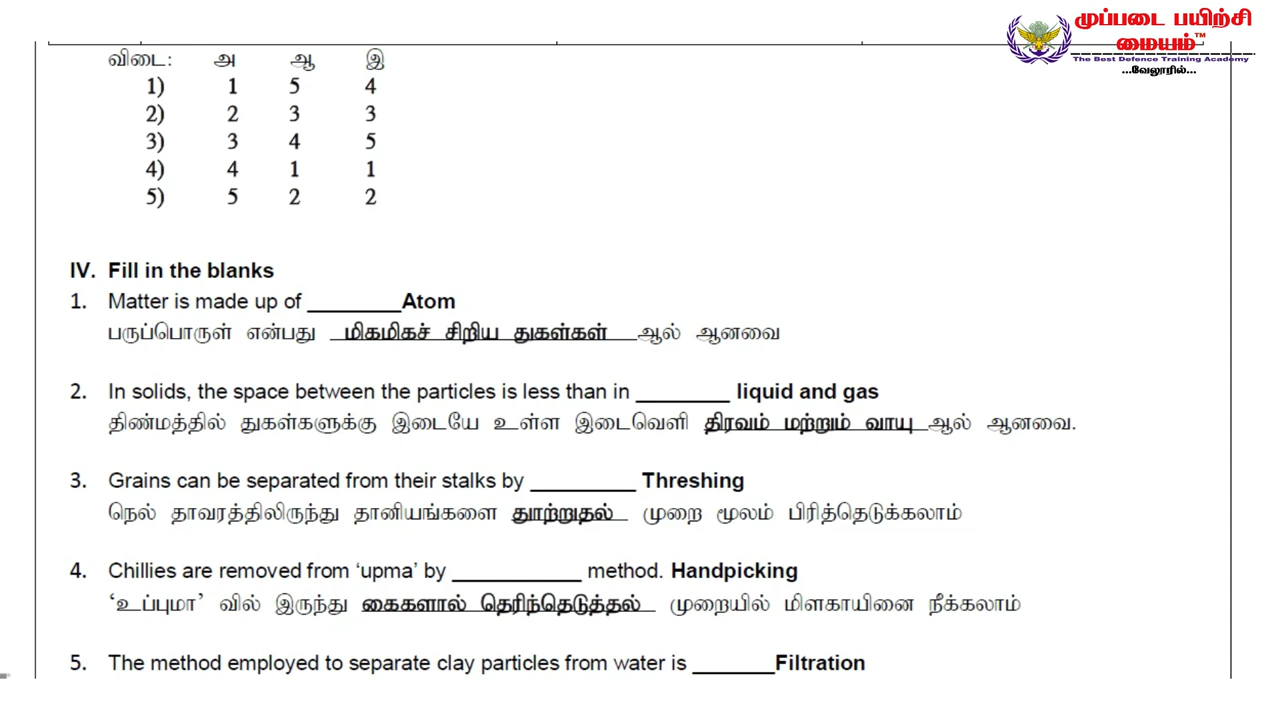 முப்படை பயிற்சி
மையம்™
The Best Defence Training Academy
...வேலூரில்...
விடை: அ ஆ இ
1) 1 5 4
2) 2 3 3
3) 3 4 5
4) 4 1 1
5) 5 2 2
IV. Fill in the blanks
1. Matter is made up of ________Atom
பருப்பொருள் என்பது மிகமிகச் சிறிய துகள்கள் ஆல் ஆனவை
2. In solids, the space between the particles is less than in ________ liquid and gas
திண்மத்தில் துகள்களுக்கு இடையே உள்ள இடைவெளி திரவம் மற்றும் வாயு ஆல் ஆனவை.
3. Grains can be separated from their stalks by _________ Threshing
நெல் தாவரத்திலிருந்து தானியங்களை தூற்றுதல் முறை மூலம் பிரித்தெடுக்கலாம்
4. Chillies are removed from ‘upma’ by ___________ method. Handpicking
‘உப்புமா’ வில் இருந்து கைகளால் தெரிந்தெடுத்தல் முறையில் மிளகாயினை நீக்கலாம்
5. The method employed to separate clay particles from water is _______Filtration